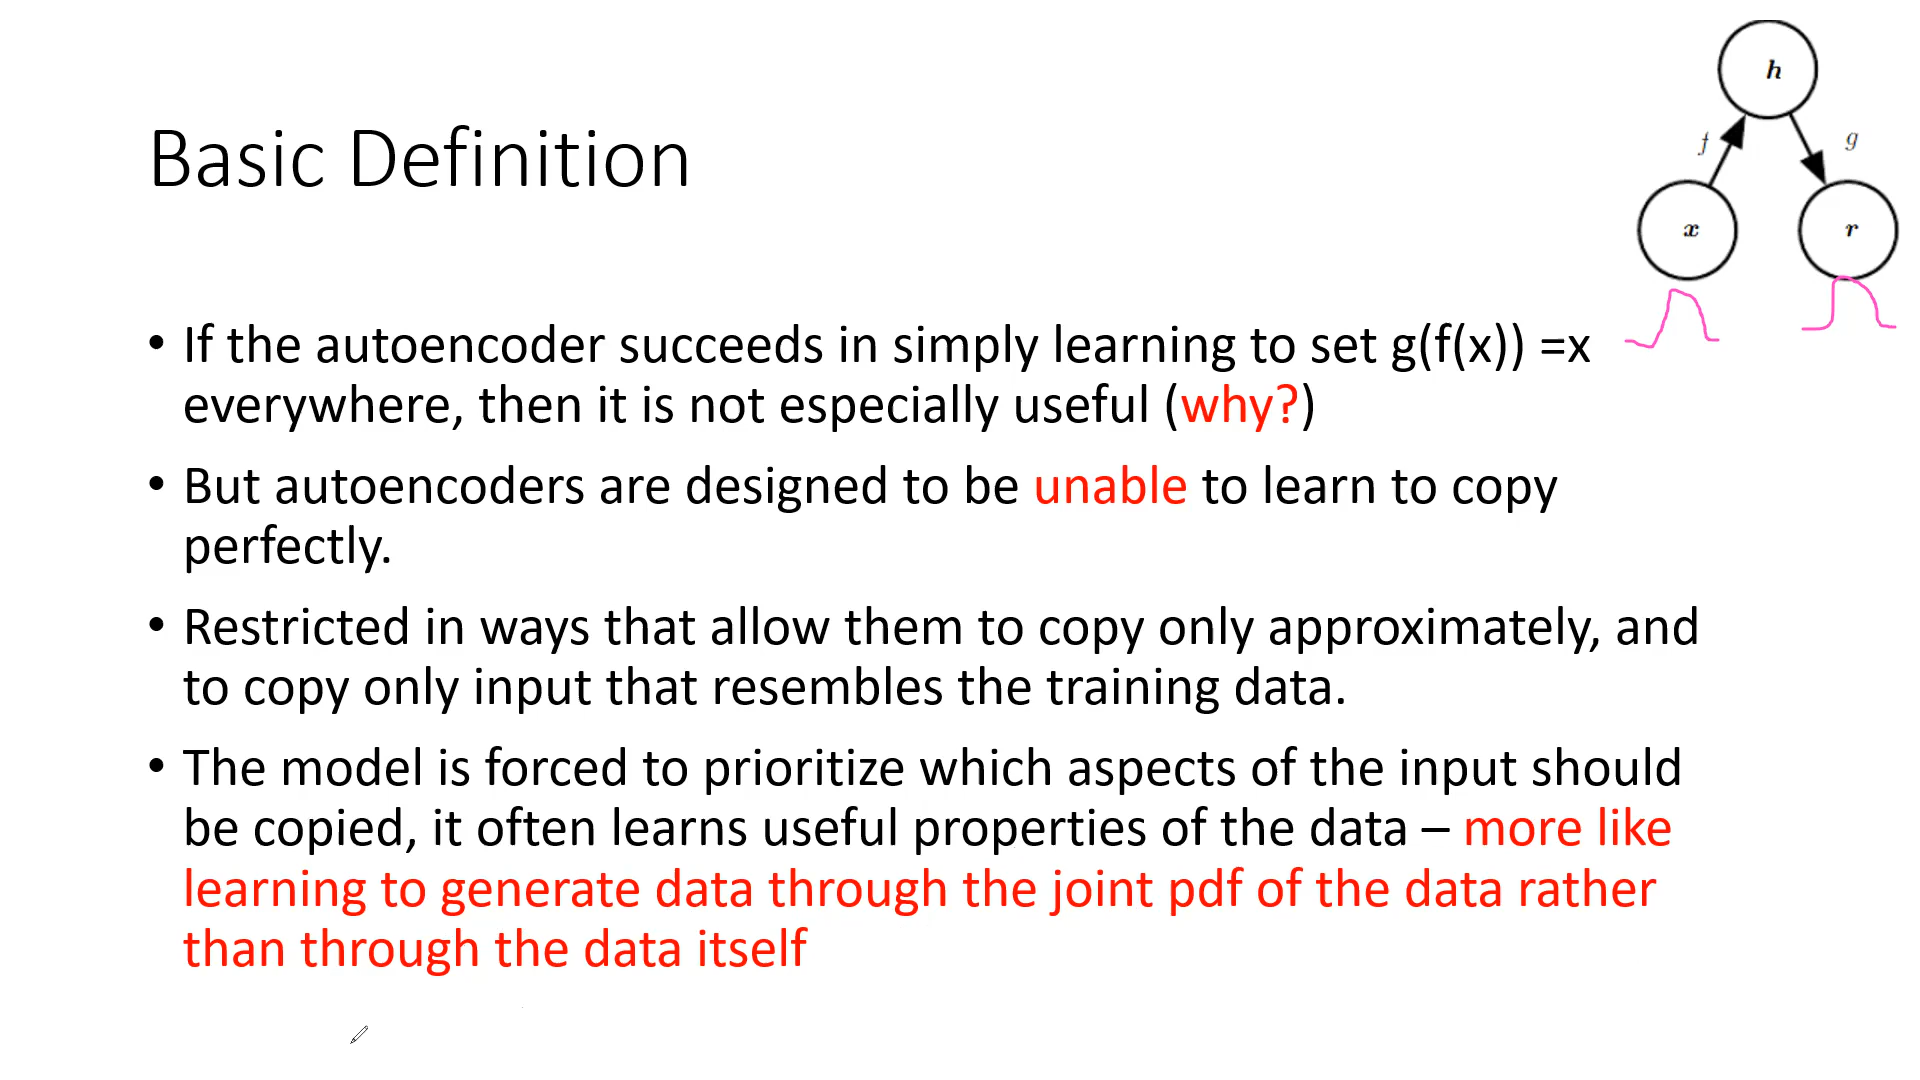 h
f
g
x
r
Basic Definition
• If the autoencoder succeeds in simply learning to set g(f(x)) =x
everywhere, then it is not especially useful (why?)
• But autoencoders are designed to be unable to learn to copy
perfectly.
• Restricted in ways that allow them to copy only approximately, and
to copy only input that resembles the training data.
• The model is forced to prioritize which aspects of the input should
be copied, it often learns useful properties of the data – more like
learning to generate data through the joint pdf of the data rather
than through the data itself